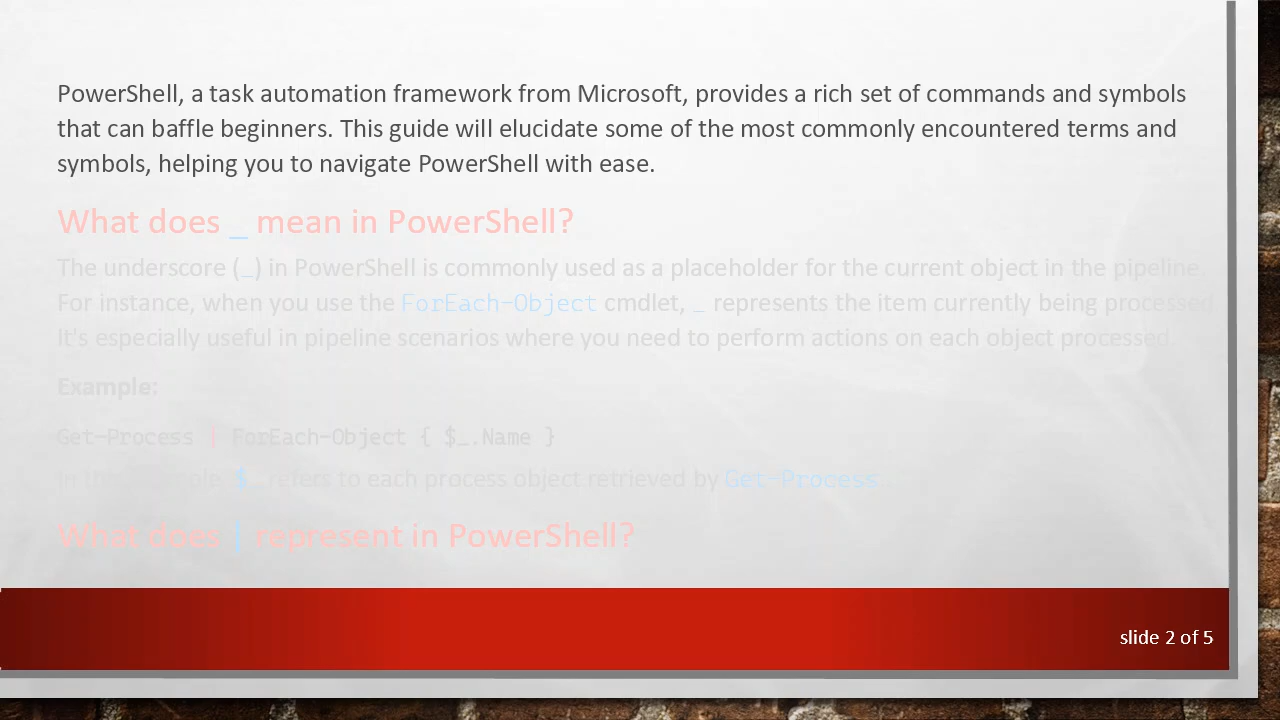 PowerShell, a task automation framework from Microsoft, provides a rich set of commands and symbols
that can baffle beginners. This guide will elucidate some of the most commonly encountered terms and
symbols, helping you to navigate PowerShell with ease.
What does _ mean in PowerShell?
The underscore (_) in PowerShell is commonly used as a placeholder for the current object in the pipeline.
For instance, when you use the ForEach-Object cmdlet, _ represents the item currently being processed.
It's especially useful in pipeline scenarios where you need to perform actions on each object processed.
Example:
Get-Process | ForEach-Object { $_.Name }
In this example, $_ refers to each process object retrieved by Get-Process.
What does | represent in PowerShell?
slide 2 of 5